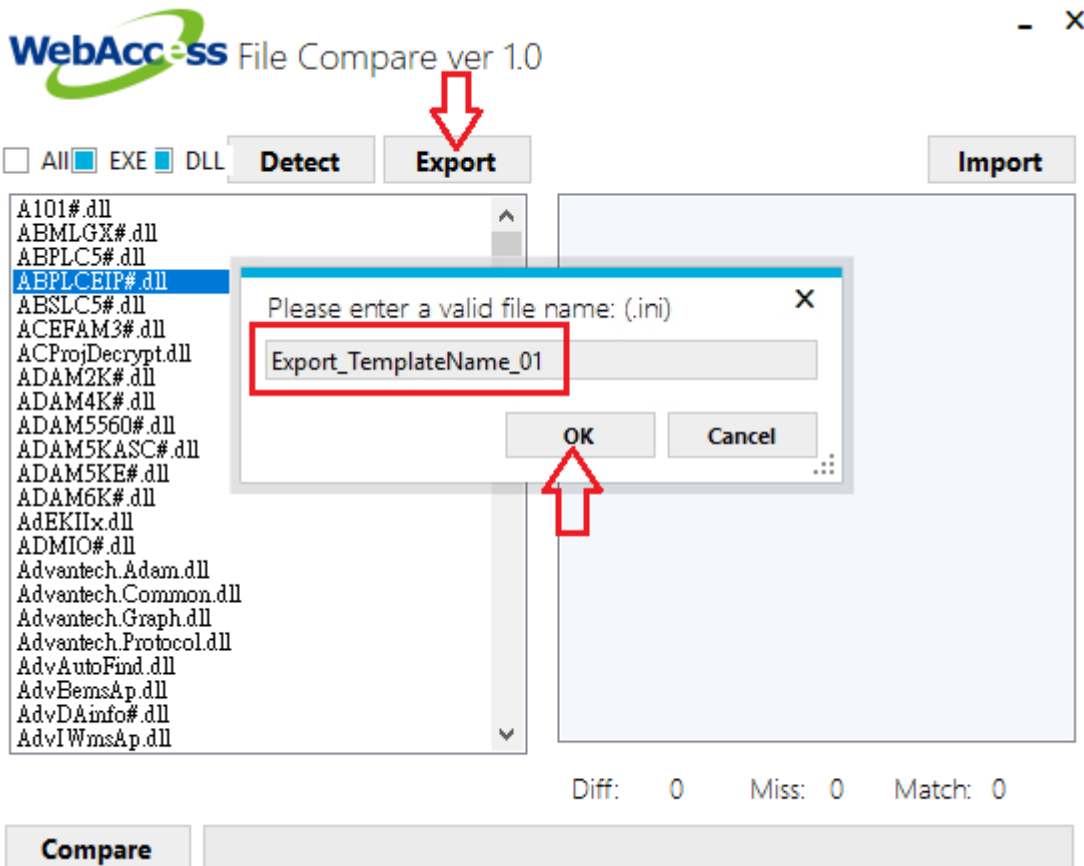 WebAccess File Compare ver 1.0
All EXE DLL Detect Export Import
A101#.dll
ABMLGX#.dll
ABPLC5#.dll
ABPLCEIP#.dll
ABSLC5#.dll
ACEFAM3#.dll
ACProjDecrypt.dll
ADAM2K#.dll
ADAM4K#.dll
ADAM5560#.dll
ADAM5KASC#.dll
ADAM5KE#.dll
ADAM6K#.dll
AdEKIIx.dll
ADMIO#.dll
Advantech.Adam.dll
Advantech.Common.dll
Advantech.Graph.dll
Advantech.Protocol.dll
AdvAutoFind.dll
AdvBemsAp.dll
AdvDAinfo#.dll
AdvIWmsAp.dll
Please enter a valid file name: (.ini)
Export_TemplateName_01
OK Cancel
Diff: 0 Miss: 0 Match: 0
Compare